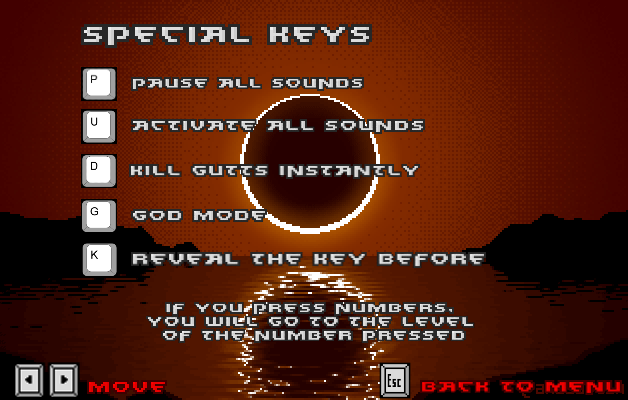 SPECIAL KEYS
P PAUSE ALL SOUNDS
U ACTIVATE ALL SOUNDS
D KILL GUTTS INSTANTLY
G GOD MODE
K REVEAL THE KEY BEFORE
IF YOU PRESS NUMBERS,
YOU WILL GO TO THE LEVEL
OF THE NUMBER PRESSED
MOVE
Esc BACK TO MENU